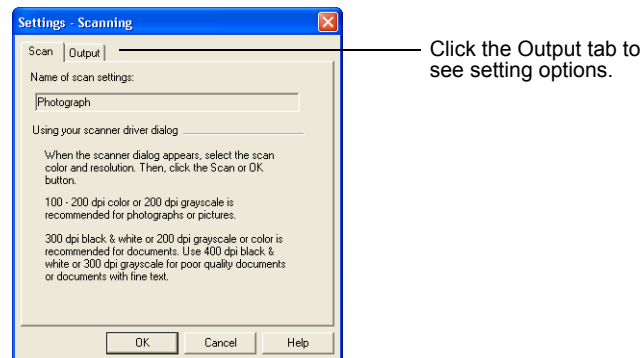 Settings - Scanning
Scan Output
Click the Output tab to
see setting options.
Name of scan settings:
Photograph
Using your scanner driver dialog
When the scanner dialog appears, select the scan
color and resolution. Then, click the Scan or OK
button.
100 - 200 dpi color or 200 dpi grayscale is
recommended for photographs or pictures.
300 dpi black & white or 200 dpi grayscale or color is
recommended for documents. Use 400 dpi black &
white or 300 dpi grayscale for poor quality documents
or documents with fine text.
OK Cancel Help